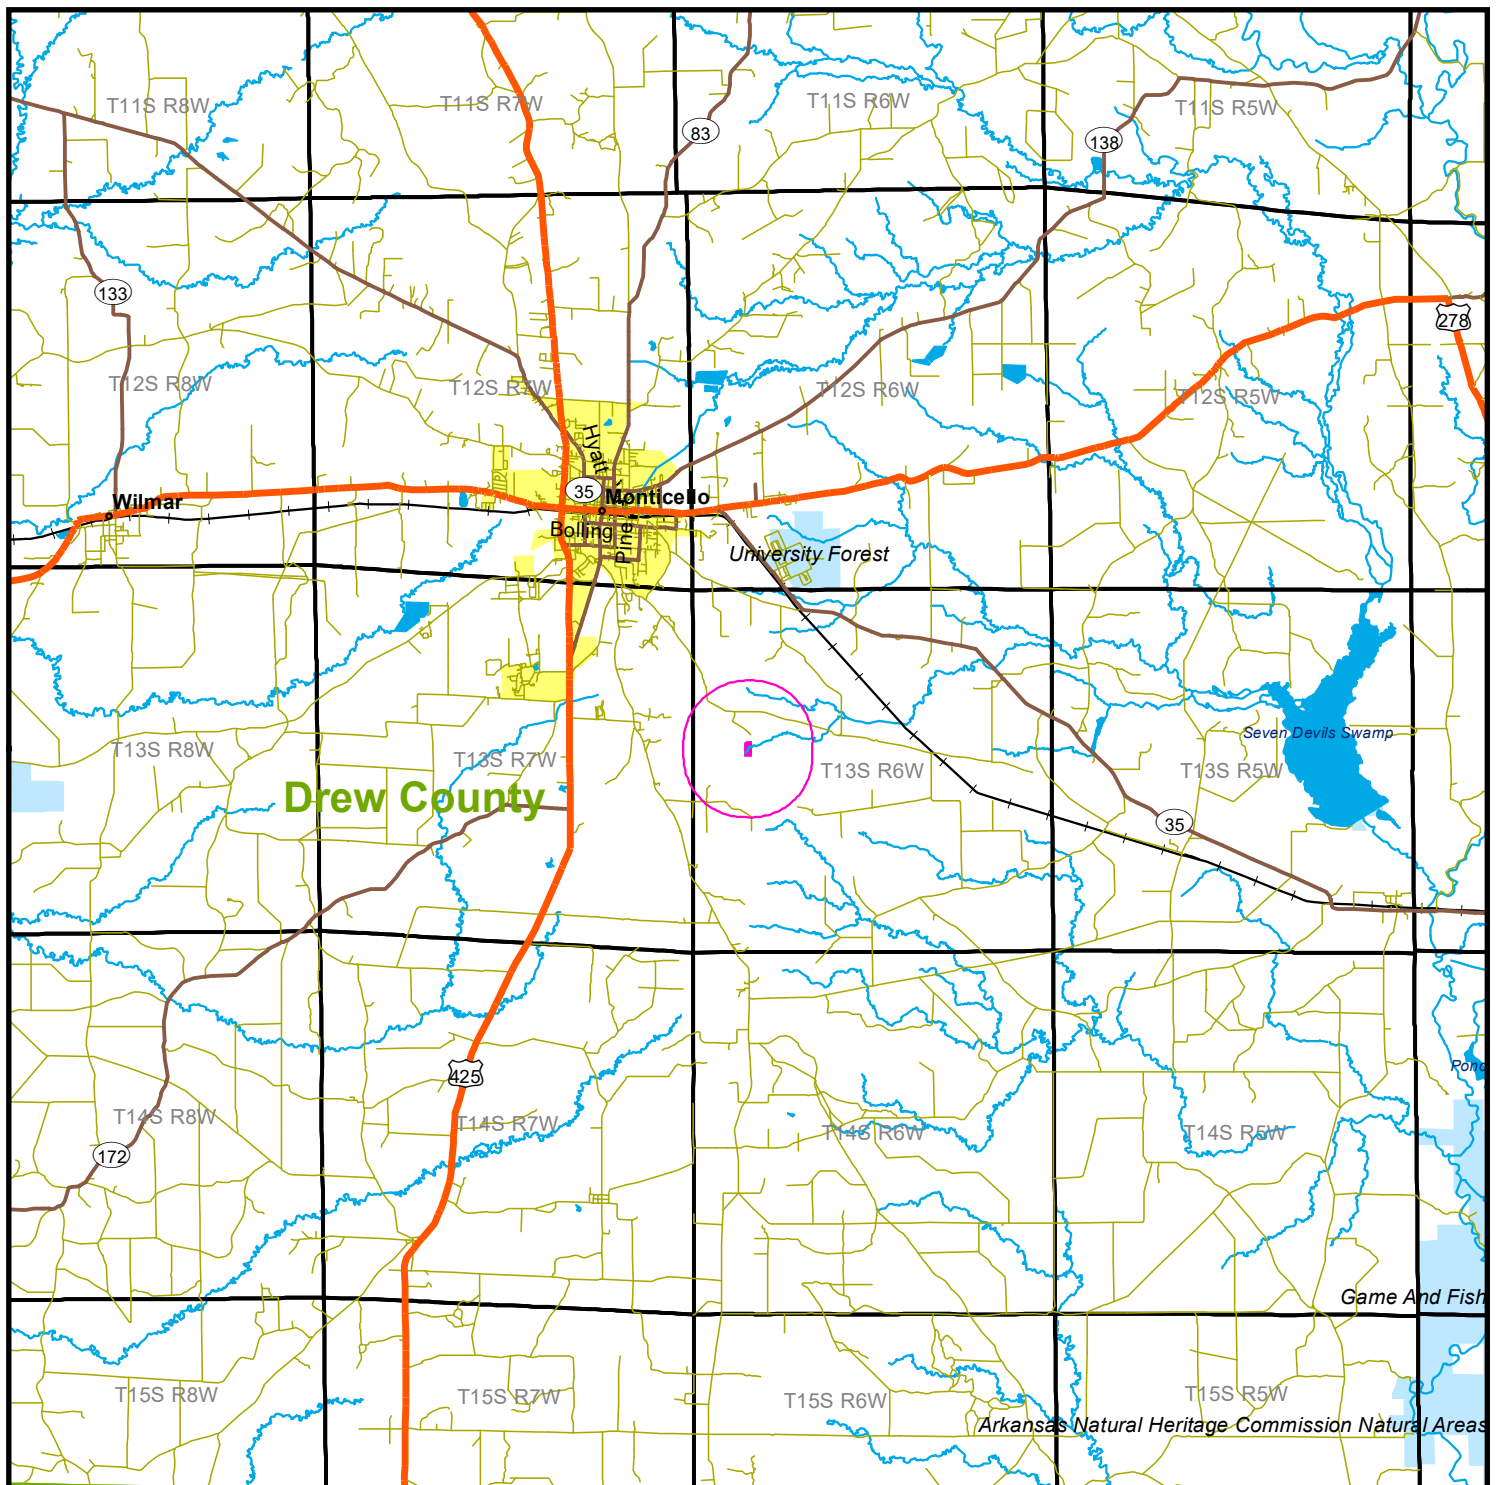 T11S R8W
T11S R7W
T11S R6W
T11S R5W
83
138
133
278
T12S R8W
T12S R7W
T12S R6W
T12S R5W
Hyatt
35
Monticello
Wilmar
Bolling
Pine
University Forest
Seven Devils Swamp
T13S R8W
T13S R7W
T13S R6W
T13S R5W
Drew County
35
425
Pond
T14S R8W
T14S R7W
T14S R6W
T14S R5W
172
Game And Fish
T15S R8W
T15S R7W
T15S R6W
T15S R5W
Arkansas Natural Heritage Commission Natural Areas